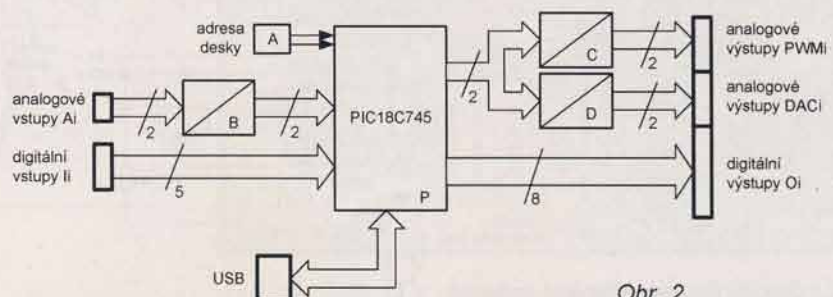 adresa
desky
A
analogové
vstupy Ai
2
B
2
digitální
vstupy Ii
5
PIC18C745
P
USB
2
C
2
analogové
výstupy PWMi
D
2
analogové
výstupy DACi
8
digitální
výstupy Oi
Obr. 2